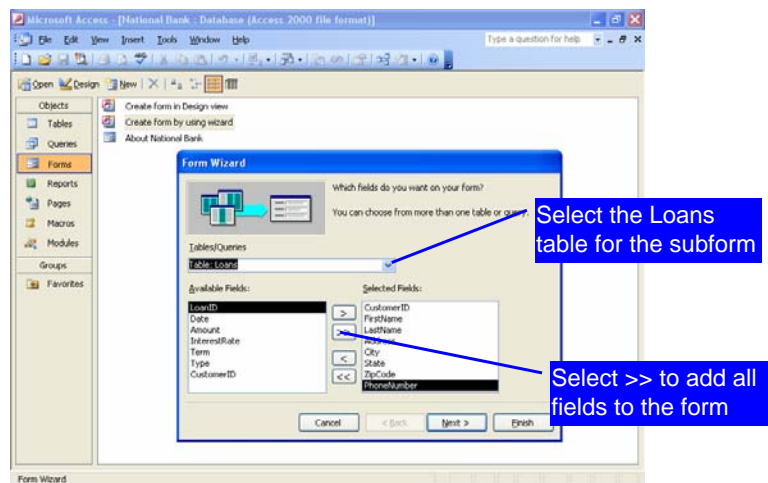 Microsoft Access - [National Bank : Database (Access 2000 file format)]
File Edit View Insert Tools Window Help
Type a question for help
Open Design New
Objects
Tables
Queries
Forms
Reports
Pages
Macros
Modules
Groups
Favorites
Create form in Design view
Create form by using wizard
About National Bank
Form Wizard
Which fields do you want on your form?
You can choose from more than one table or query.
Tables/Queries
Table: Loans
Available Fields:
LoanID
Date
Amount
InterestRate
Term
Type
CustomerID
>
>>
<
<<
Selected Fields:
CustomerID
FirstName
LastName
Address
City
State
ZipCode
PhoneNumber
Cancel < Back Next > Finish
Select the Loans
table for the subform
Select >> to add all
fields to the form
Form Wizard